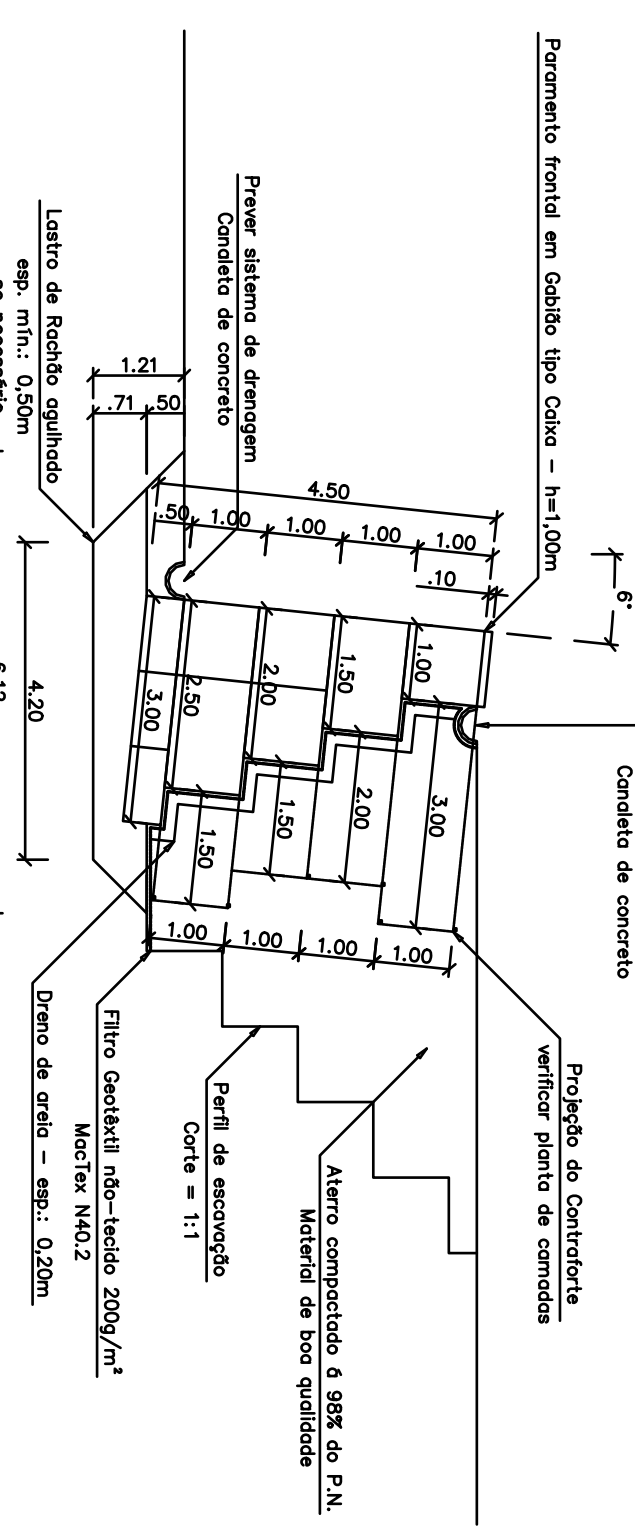 Paramento frontal em Gabião tipo Caixa – h=1,00m
6°
Canaleta de concreto
Projeção do Contraforte
verificar planta de camadas
Prever sistema de drenagem
Canaleta de concreto
4.50
.50
1.00
1.00
1.00
1.00
.10
1.00
1.50
2.00
2.50
3.00
3.00
2.00
1.50
1.50
1.00
1.00
1.00
1.00
1.21
.71
.50
Aterro compactado á 98% do P.N.
Material de boa qualidade
Perfil de escavação
Corte = 1:1
Filtro Geotêxtil não–tecido 200g/m²
MacTex N40.2
Dreno de areia – esp.: 0,20m
Lastro de Rachão agulhado
esp. mín.: 0,50m
4.20